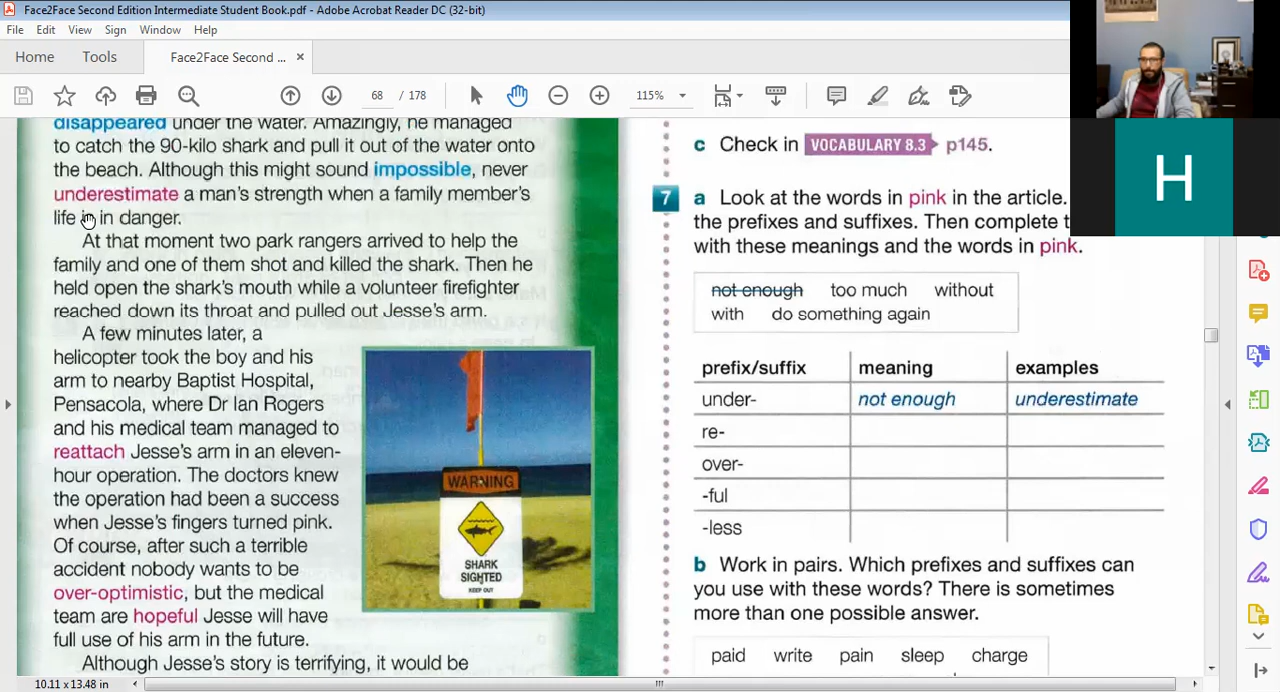 Face2Face Second Edition Intermediate Student Book.pdf - Adobe Acrobat Reader DC (32-bit)
File Edit View Sign Window Help
Home Tools Face2Face Second ... ×
68 / 178 115%
disappeared under the water. Amazingly, he managed
to catch the 90-kilo shark and pull it out of the water onto
the beach. Although this might sound impossible, never
underestimate a man's strength when a family member's
life is in danger.
At that moment two park rangers arrived to help the
family and one of them shot and killed the shark. Then he
held open the shark's mouth while a volunteer firefighter
reached down its throat and pulled out Jesse's arm.
A few minutes later, a
helicopter took the boy and his
arm to nearby Baptist Hospital,
Pensacola, where Dr Ian Rogers
and his medical team managed to
reattach Jesse's arm in an eleven-
hour operation. The doctors knew
the operation had been a success
when Jesse's fingers turned pink.
Of course, after such a terrible
accident nobody wants to be
over-optimistic, but the medical
team are hopeful Jesse will have
full use of his arm in the future.
Although Jesse's story is terrifying, it would be
WARNING
SHARK
SIGHTED
KEEP OUT
c Check in VOCABULARY 8.3 p145.
7 a Look at the words in pink in the article.
the prefixes and suffixes. Then complete t
with these meanings and the words in pink.
not enough too much without
with do something again
prefix/suffix meaning examples
under- not enough underestimate
re-
over-
-ful
-less
b Work in pairs. Which prefixes and suffixes can
you use with these words? There is sometimes
more than one possible answer.
paid write pain sleep charge
H
10.11 x 13.48 in